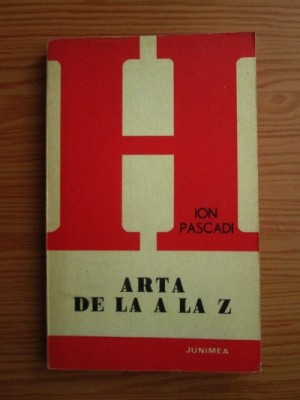 H
ION
PASCADI
ARTA
DE LA A LA Z
JUNIMEA